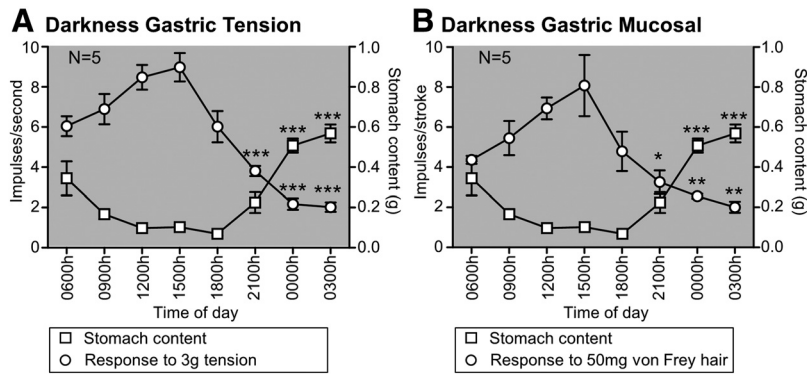 A Darkness Gastric Tension
N=5
10
8
6
4
2
0
Impulses/second
1.0
0.8
0.6
0.4
0.2
0.0
Stomach content (g)
***
***
***
***
***
0600h
0900h
1200h
1500h
1800h
2100h
0000h
0300h
Time of day
Stomach content
Response to 3g tension
B Darkness Gastric Mucosal
N=5
10
8
6
4
2
0
Impulses/stroke
1.0
0.8
0.6
0.4
0.2
0.0
Stomach content (g)
***
***
*
**
**
0600h
0900h
1200h
1500h
1800h
2100h
0000h
0300h
Time of day
Stomach content
Response to 50mg von Frey hair